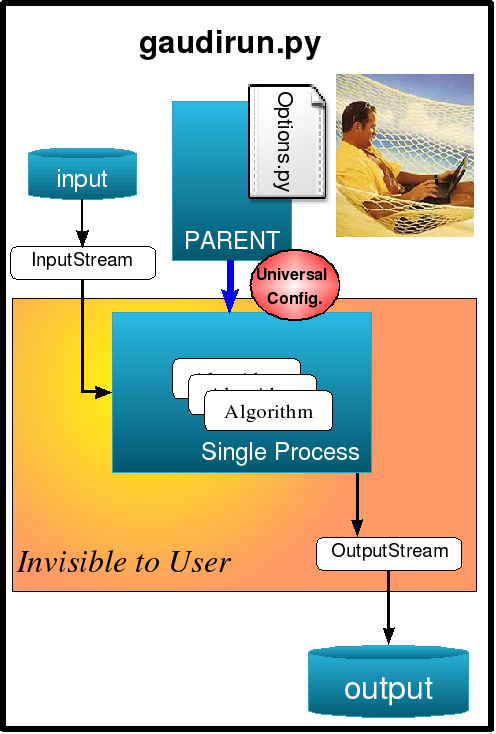 gaudirun.py
Options.py
input
PARENT
InputStream
Universal
Config.
Algorithm
Single Process
OutputStream
Invisible to User
output